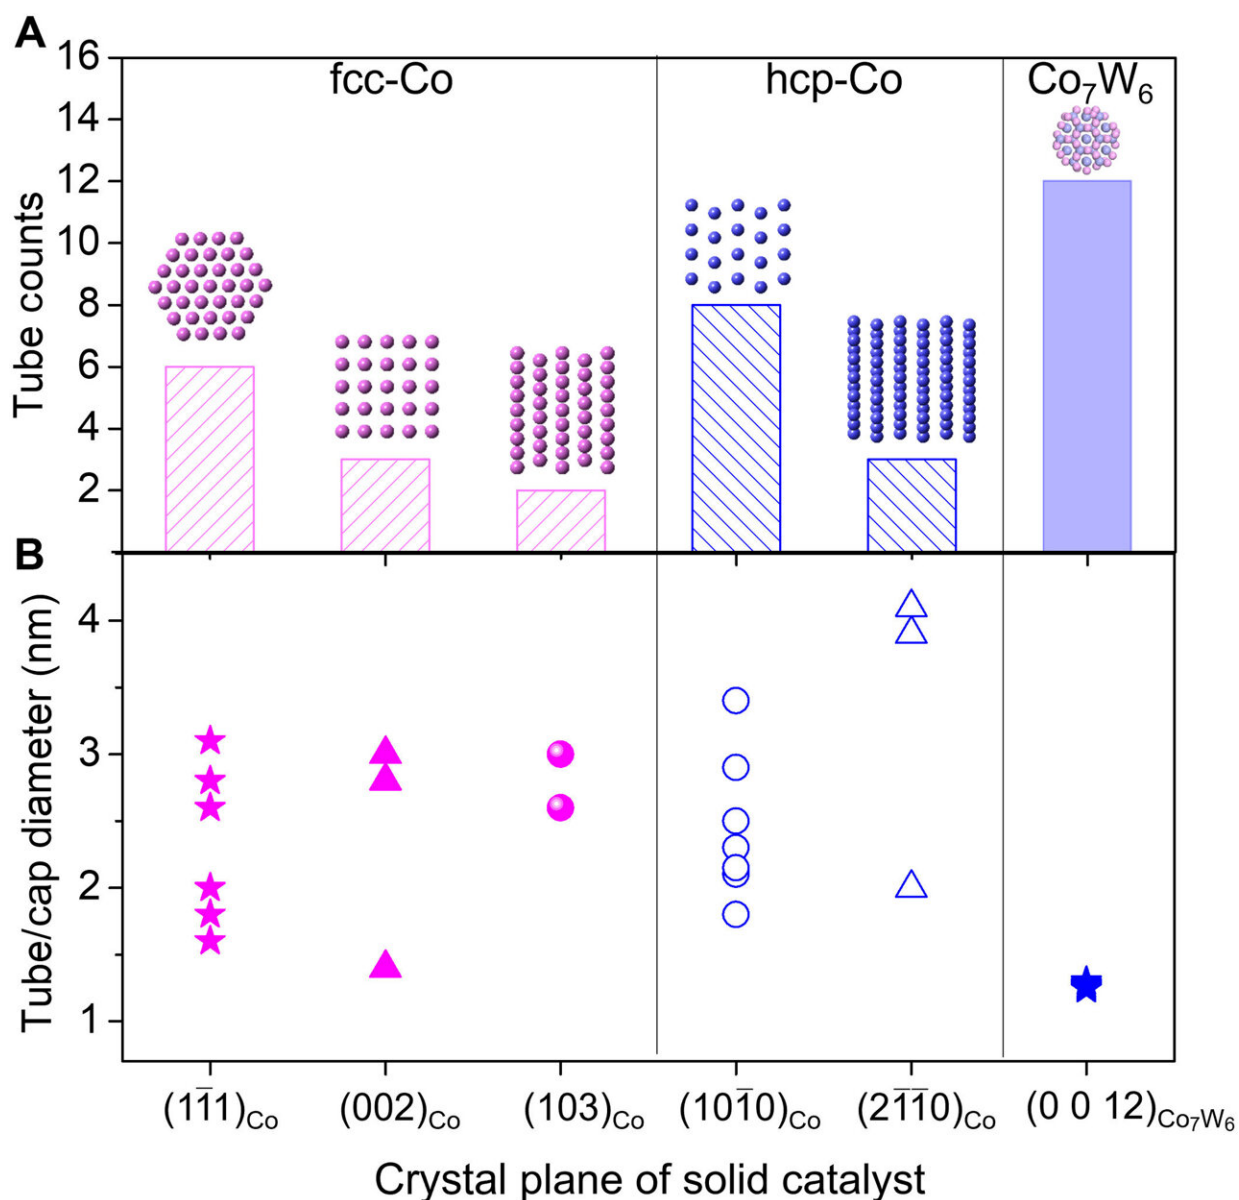 A
16
14
12
10
8
6
4
2
Tube counts
fcc-Co
hcp-Co
Co₇W₆
B
4
3
2
1
Tube/cap diameter (nm)
(11̅1)Co
(002)Co
(103)Co
(101̅0)Co
(21̅1̅0)Co
(0 0 12)Co₇W₆
Crystal plane of solid catalyst